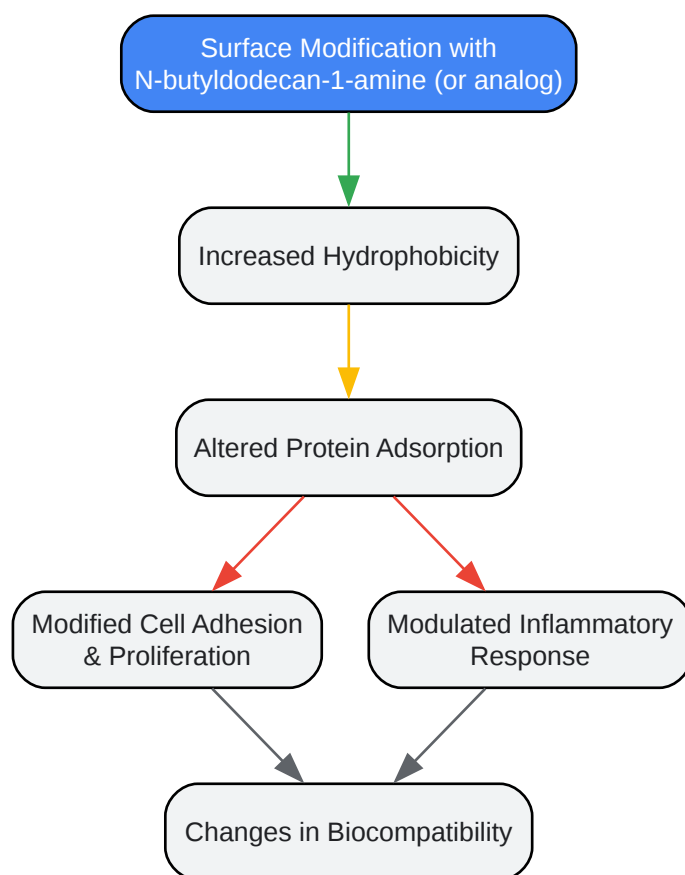 Surface Modification with
N-butyldodecan-1-amine (or analog)
Increased Hydrophobicity
Altered Protein Adsorption
Modified Cell Adhesion
& Proliferation
Modulated Inflammatory
Response
Changes in Biocompatibility